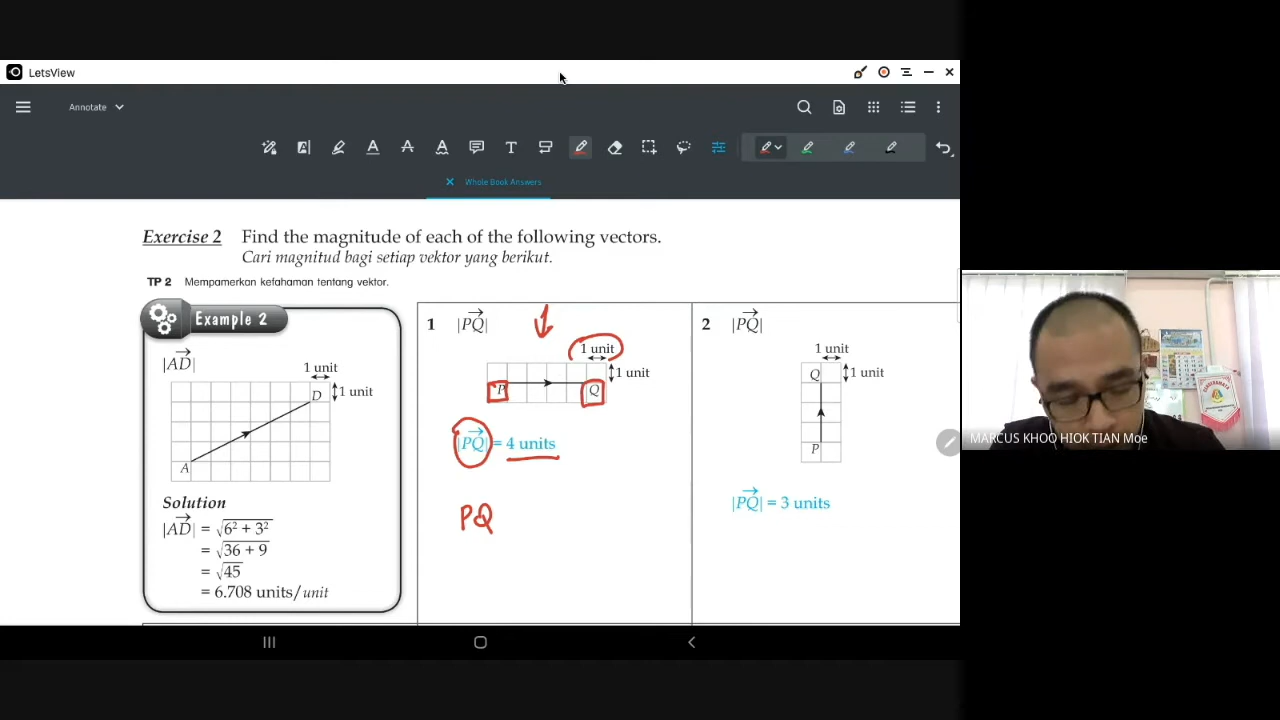 LetsView
Annotate
Whole Book Answers
Exercise 2 Find the magnitude of each of the following vectors.
Cari magnitud bagi setiap vektor yang berikut.
TP 2 Mempamerkan kefahaman tentang vektor.
Example 2
|AD|
1 unit
D
1 unit
A
Solution
|AD| = √6² + 3²
= √36 + 9
= √45
= 6.708 units/unit
1 |PQ|
1 unit
1 unit
P
Q
|PQ| = 4 units
PQ
2 |PQ|
1 unit
Q
1 unit
P
|PQ| = 3 units
MARCUS KHOO HIOK TIAN Moe